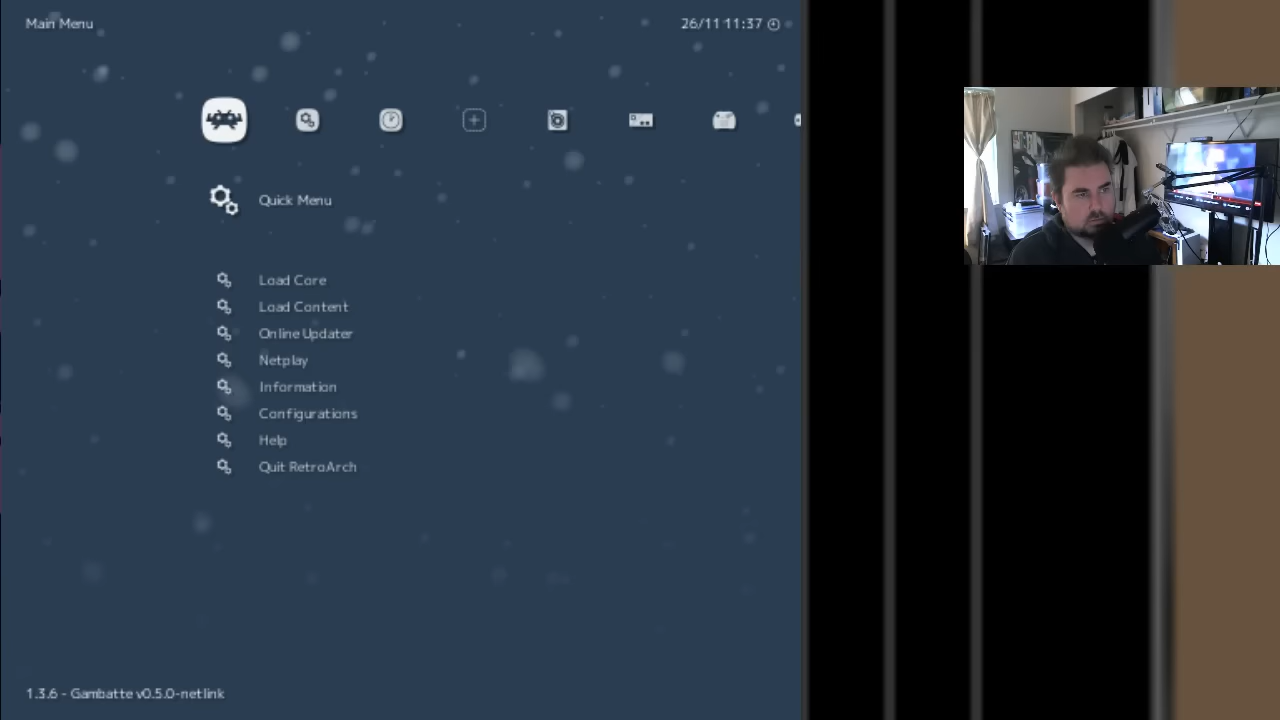 Main Menu
26/11 11:37
Quick Menu
Load Core
Load Content
Online Updater
Netplay
Information
Configurations
Help
Quit RetroArch
1.3.6 - Gambatte v0.5.0-netlink